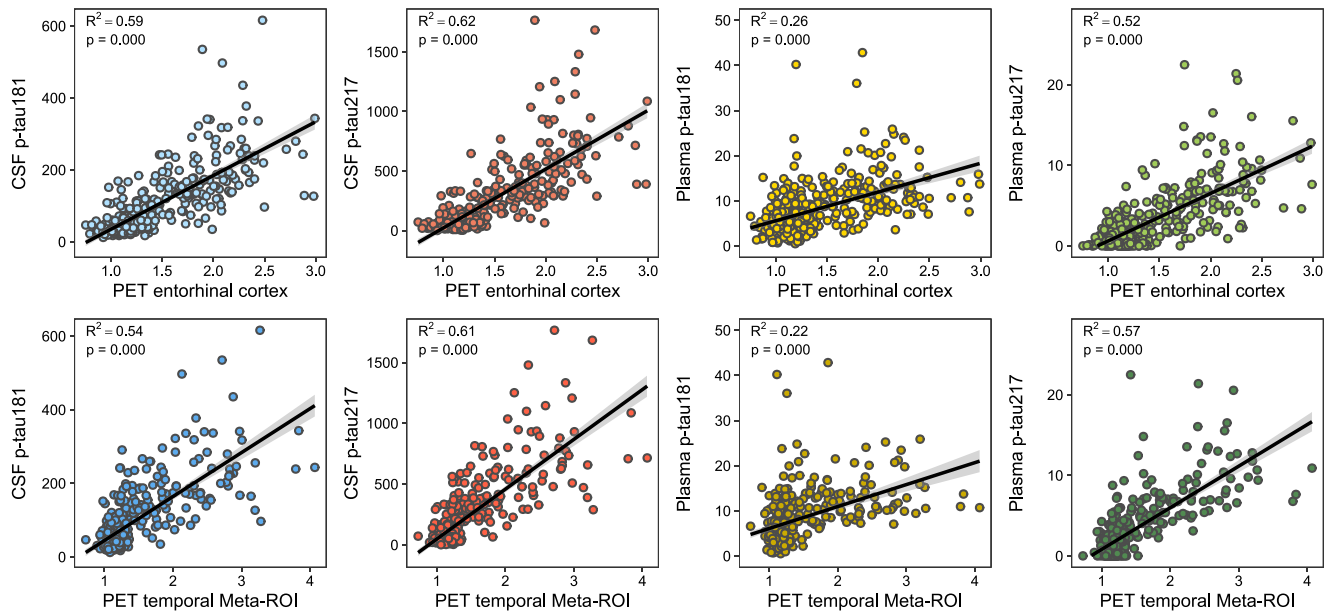 R² = 0.59
p = 0.000
CSF p-tau181
600
400
200
0
1.0 1.5 2.0 2.5 3.0
PET entorhinal cortex
R² = 0.62
p = 0.000
CSF p-tau217
1500
1000
500
0
1.0 1.5 2.0 2.5 3.0
PET entorhinal cortex
R² = 0.26
p = 0.000
Plasma p-tau181
50
40
30
20
10
0
1.0 1.5 2.0 2.5 3.0
PET entorhinal cortex
R² = 0.52
p = 0.000
Plasma p-tau217
20
10
0
1.0 1.5 2.0 2.5 3.0
PET entorhinal cortex
R² = 0.54
p = 0.000
CSF p-tau181
600
400
200
0
1 2 3 4
PET temporal Meta-ROI
R² = 0.61
p = 0.000
CSF p-tau217
1500
1000
500
0
1 2 3 4
PET temporal Meta-ROI
R² = 0.22
p = 0.000
Plasma p-tau181
50
40
30
20
10
0
1 2 3 4
PET temporal Meta-ROI
R² = 0.57
p = 0.000
Plasma p-tau217
20
10
0
1 2 3 4
PET temporal Meta-ROI